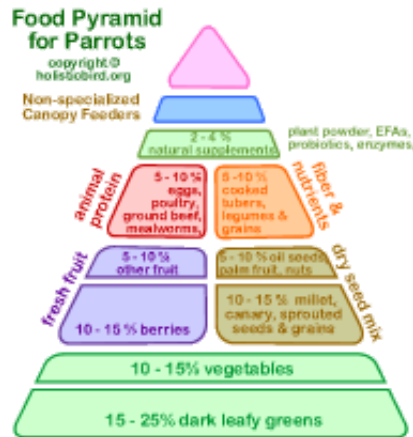 Food Pyramid
for Parrots
copyright ©
holisticbird.org
Non-specialized
Canopy Feeders
2 - 4 %
natural supplements
plant powder, EFAs,
probiotics, enzymes,
animal
protein
5 - 10 %
eggs,
poultry,
ground beef,
mealworms,
5 -10 %
cooked
tubers,
legumes &
grains
fiber &
nutrients
fresh fruit
5 - 10 %
other fruit
5 - 10 % oil seeds,
palm fruit, nuts
dry seed mix
10 - 15 % berries
10 - 15 % millet,
canary, sprouted
seeds & grains
10 - 15% vegetables
15 - 25% dark leafy greens